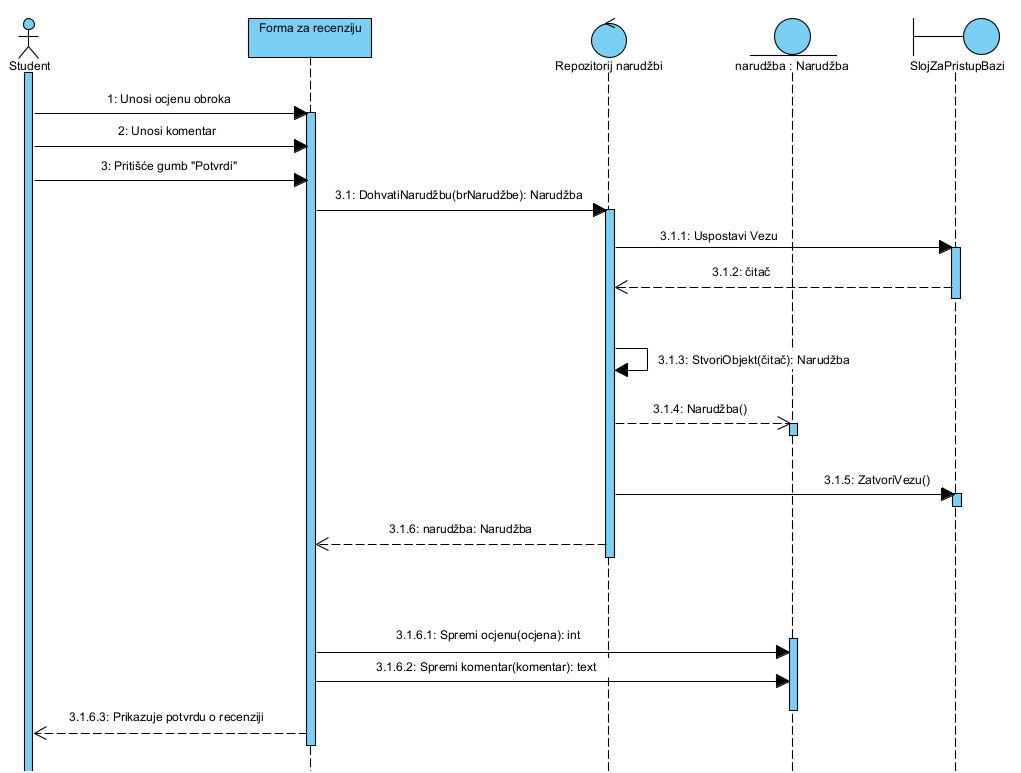 Student
Forma za recenziju
Repozitorij narudžbi
narudžba : Narudžba
SlojZaPristupBazi
1: Unosi ocjenu obroka
2: Unosi komentar
3: Pritišće gumb "Potvrdi"
3.1: DohvatiNarudžbu(brNarudžbe): Narudžba
3.1.1: Uspostavi Vezu
3.1.2: čitač
3.1.3: StvoriObjekt(čitač): Narudžba
3.1.4: Narudžba()
3.1.5: ZatvoriVezu()
3.1.6: narudžba: Narudžba
3.1.6.1: Spremi ocjenu(ocjena): int
3.1.6.2: Spremi komentar(komentar): text
3.1.6.3: Prikazuje potvrdu o recenziji